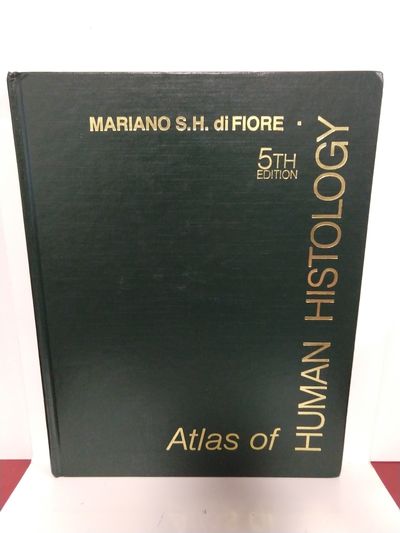 MARIANO S.H. di FIORE ·
5TH
EDITION
Atlas of
HUMAN HISTOLOGY